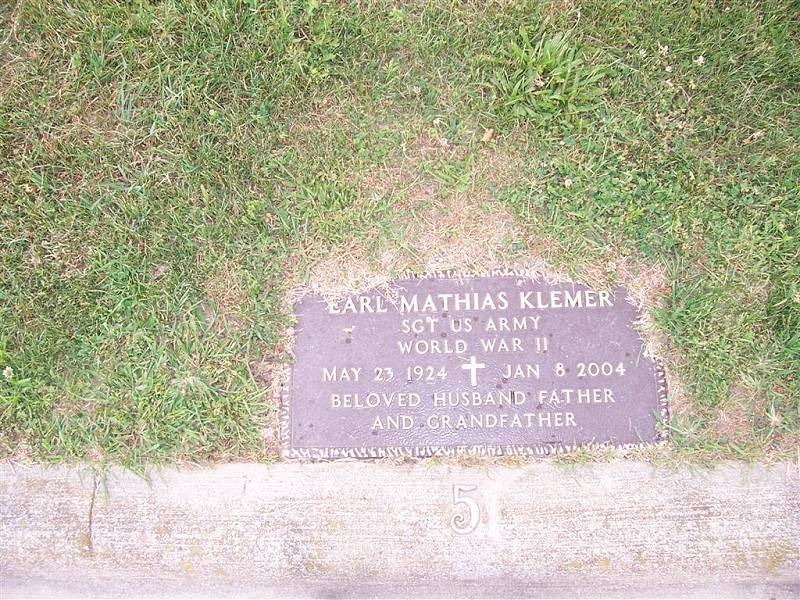 EARL MATHIAS KLEMER
SGT US ARMY
WORLD WAR II
MAY 23 1924 JAN 8 2004
BELOVED HUSBAND FATHER
AND GRANDFATHER
5